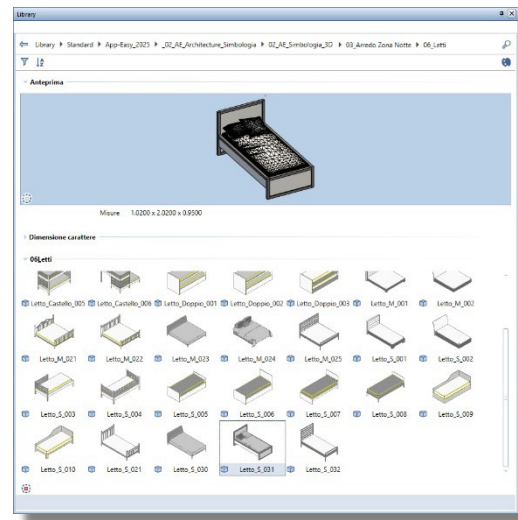 Library
Library ▸ Standard ▸ App-Easy_2025 ▸ _02_AE_Architecture_Simbologia ▸ 02_AE_Simbologia_3D ▸ 03_Arredo Zona Notte ▸ 06_Letti
Anteprima
Misure 1.0200 x 2.0200 x 0.9500
Dimensione carattere
06_Letti
Letto_Castello_005 Letto_Castello_006 Letto_Doppio_001 Letto_Doppio_002 Letto_Doppio_003 Letto_M_001 Letto_M_002
Letto_M_021 Letto_M_022 Letto_M_023 Letto_M_024 Letto_M_025 Letto_S_001 Letto_S_002
Letto_S_003 Letto_S_004 Letto_S_005 Letto_S_006 Letto_S_007 Letto_S_008 Letto_S_009
Letto_S_010 Letto_S_021 Letto_S_030 Letto_S_031 Letto_S_032